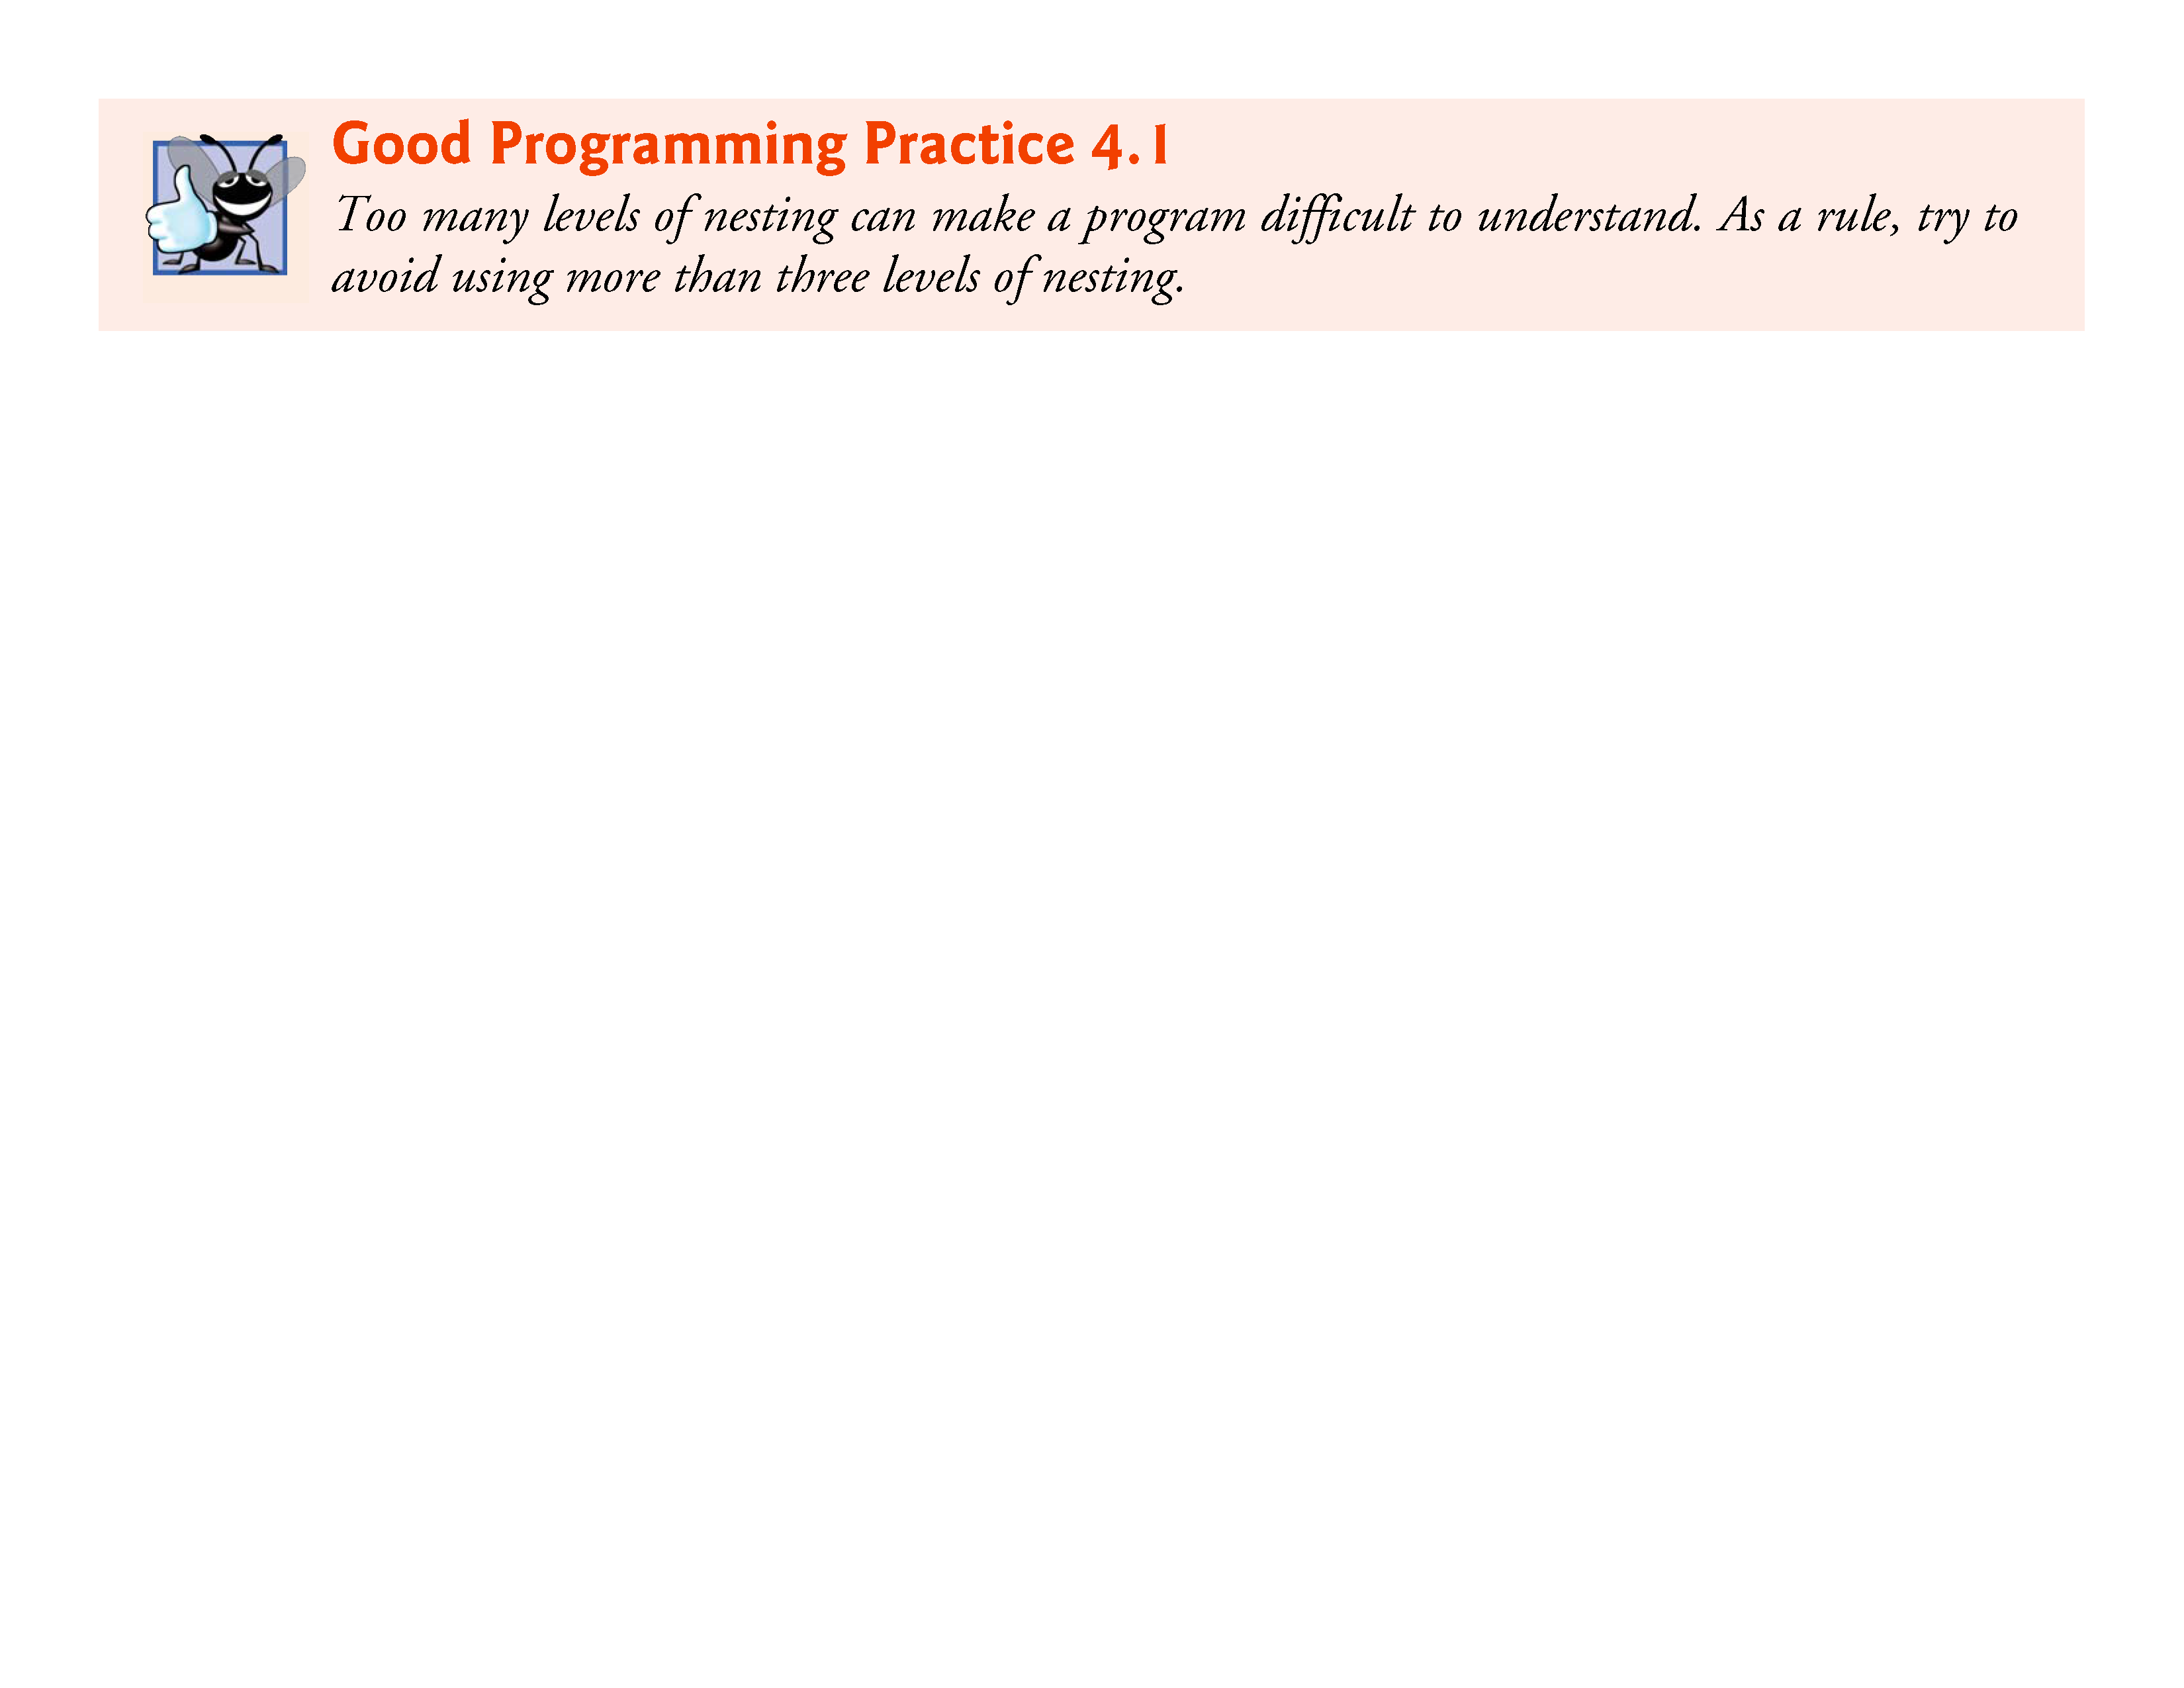 Good Programming Practice 4.1
Too many levels of nesting can make a program difficult to understand. As a rule, try to
avoid using more than three levels of nesting.